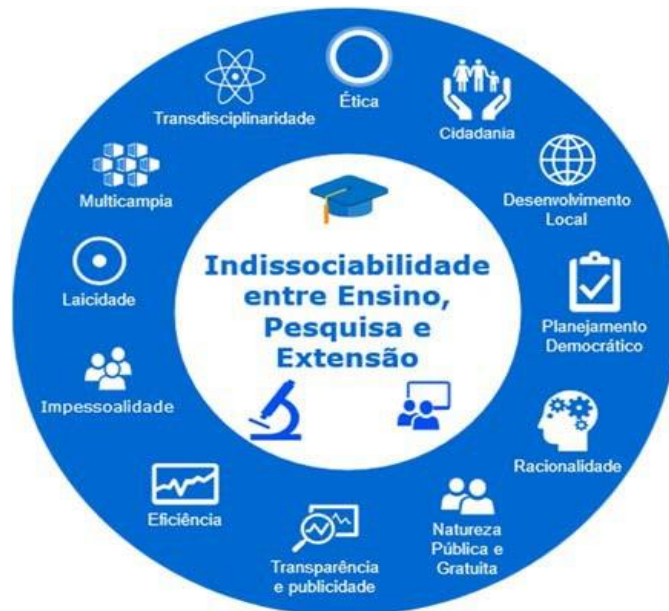 Ética
Cidadania
Desenvolvimento
Local
Planejamento
Democrático
Racionalidade
Natureza
Pública e
Gratuita
Transparência
e publicidade
Eficiência
Impessoalidade
Laicidade
Multicampia
Transdisciplinaridade
Indissociabilidade
entre Ensino,
Pesquisa e
Extensão